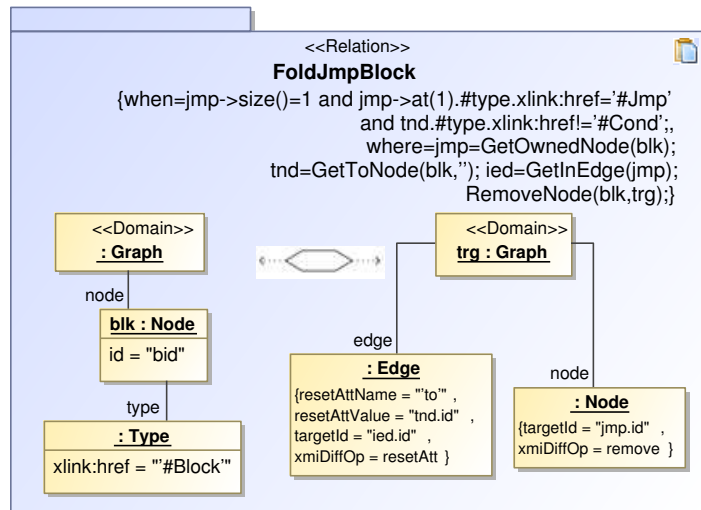 <<Relation>>
FoldJmpBlock
{when=jmp->size()=1 and jmp->at(1).#type.xlink:href='#Jmp'
and tnd.#type.xlink:href!='#Cond';,
where=jmp=GetOwnedNode(blk);
tnd=GetToNode(blk,''); ied=GetInEdge(jmp);
RemoveNode(blk,trg);}
<<Domain>>
: Graph
node
blk : Node
id = "bid"
type
: Type
xlink:href = "'#Block'"
<<Domain>>
trg : Graph
edge
: Edge
{resetAttName = "'to'" ,
resetAttValue = "tnd.id" ,
targetId = "ied.id" ,
xmiDiffOp = resetAtt }
node
: Node
{targetId = "jmp.id" ,
xmiDiffOp = remove }